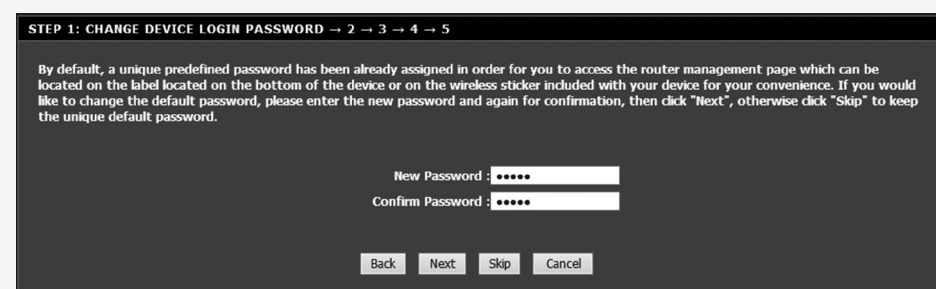 STEP 1: CHANGE DEVICE LOGIN PASSWORD → 2 → 3 → 4 → 5
By default, a unique predefined password has been already assigned in order for you to access the router management page which can be
located on the label located on the bottom of the device or on the wireless sticker included with your device for your convenience. If you would
like to change the default password, please enter the new password and again for confirmation, then click "Next", otherwise click "Skip" to keep
the unique default password.
New Password : •••••
Confirm Password : •••••
Back Next Skip Cancel